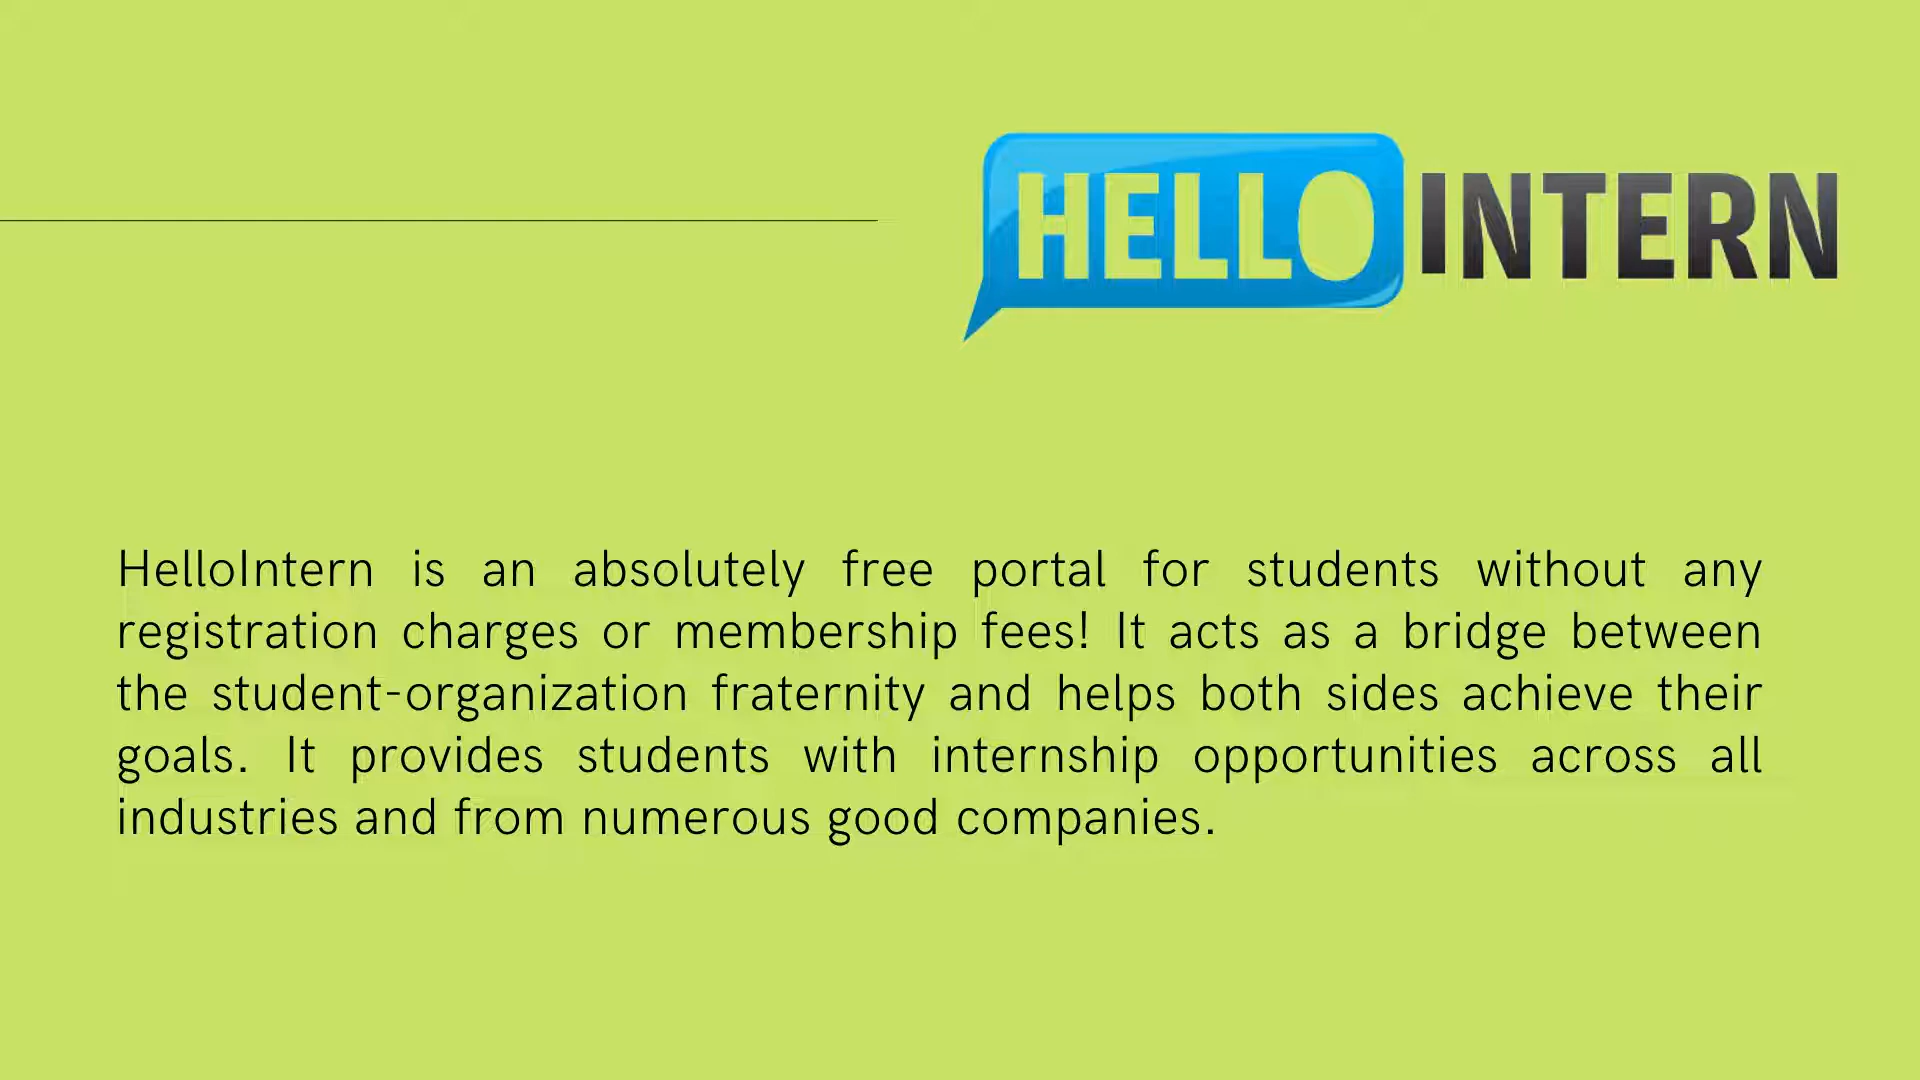 HELLO INTERN
HelloIntern is an absolutely free portal for students without any
registration charges or membership fees! It acts as a bridge between
the student-organization fraternity and helps both sides achieve their
goals. It provides students with internship opportunities across all
industries and from numerous good companies.